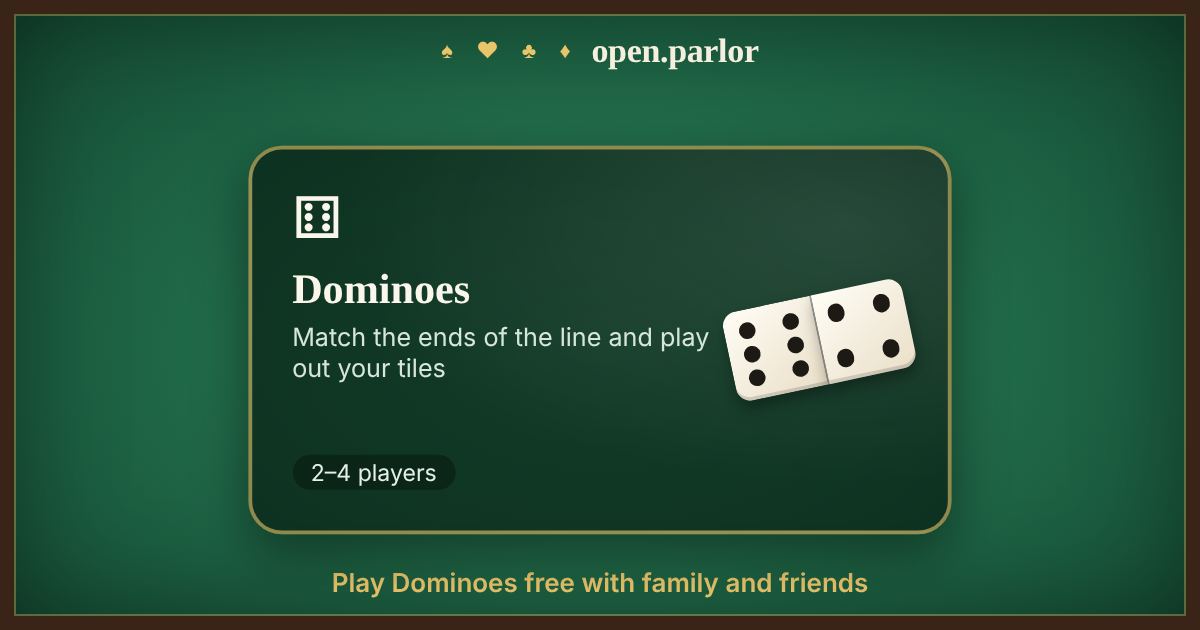 ♠ ♥ ♣ ♦ open.parlor
Dominoes
Match the ends of the line and play
out your tiles
2–4 players
Play Dominoes free with family and friends